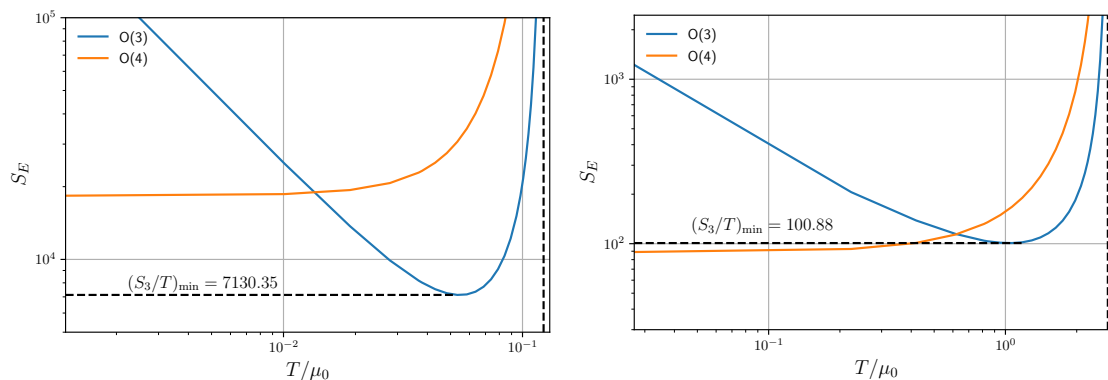 10^5
10^4
S_E
O(3)
O(4)
(S_3/T)_min = 7130.35
10^−2
10^−1
T/μ_0
10^3
10^2
S_E
O(3)
O(4)
(S_3/T)_min = 100.88
10^−1
10^0
T/μ_0